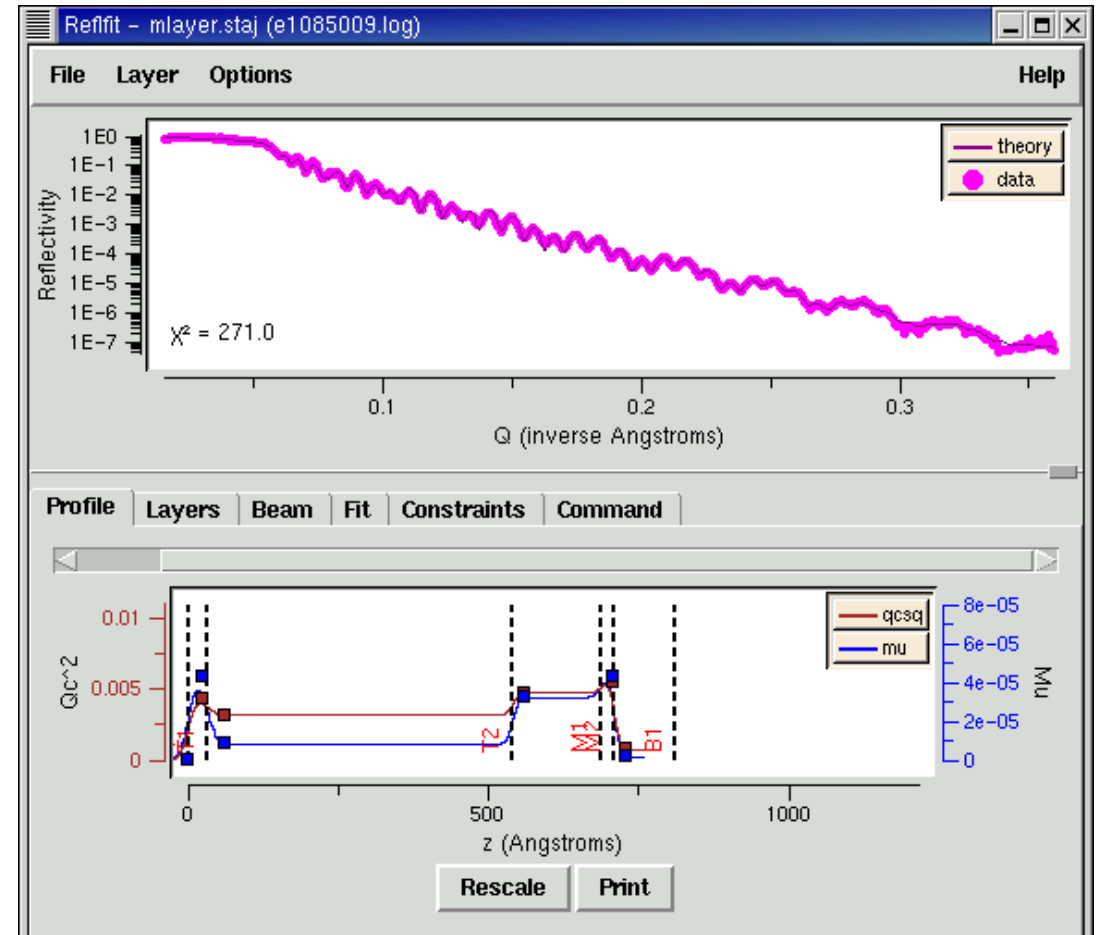 Reflfit – mlayer.staj (e1085009.log)
File Layer Options Help
1E0
1E-1
1E-2
1E-3
1E-4
1E-5
1E-6
1E-7
Reflectivity
theory
data
X² = 271.0
0.1 0.2 0.3
Q (inverse Angstroms)
Profile Layers Beam Fit Constraints Command
0.01
0.005
0
Qc^2
qcsq
mu
8e-05
6e-05
4e-05
2e-05
0
Mu
T2
M1
M2
B1
0 500 1000
z (Angstroms)
Rescale Print